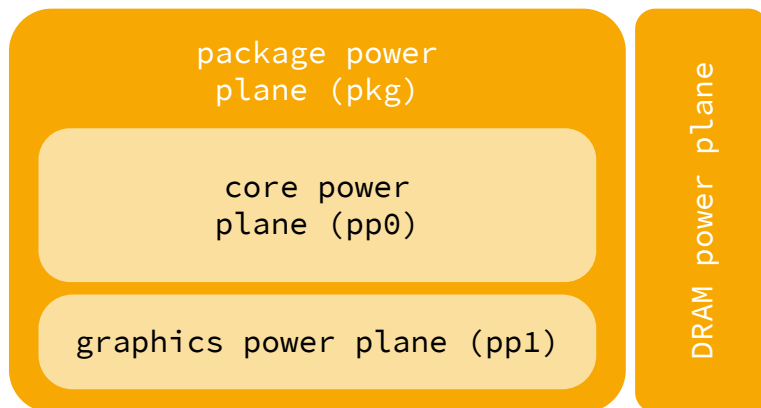 package power
plane (pkg)
core power
plane (pp0)
graphics power plane (pp1)
DRAM power plane